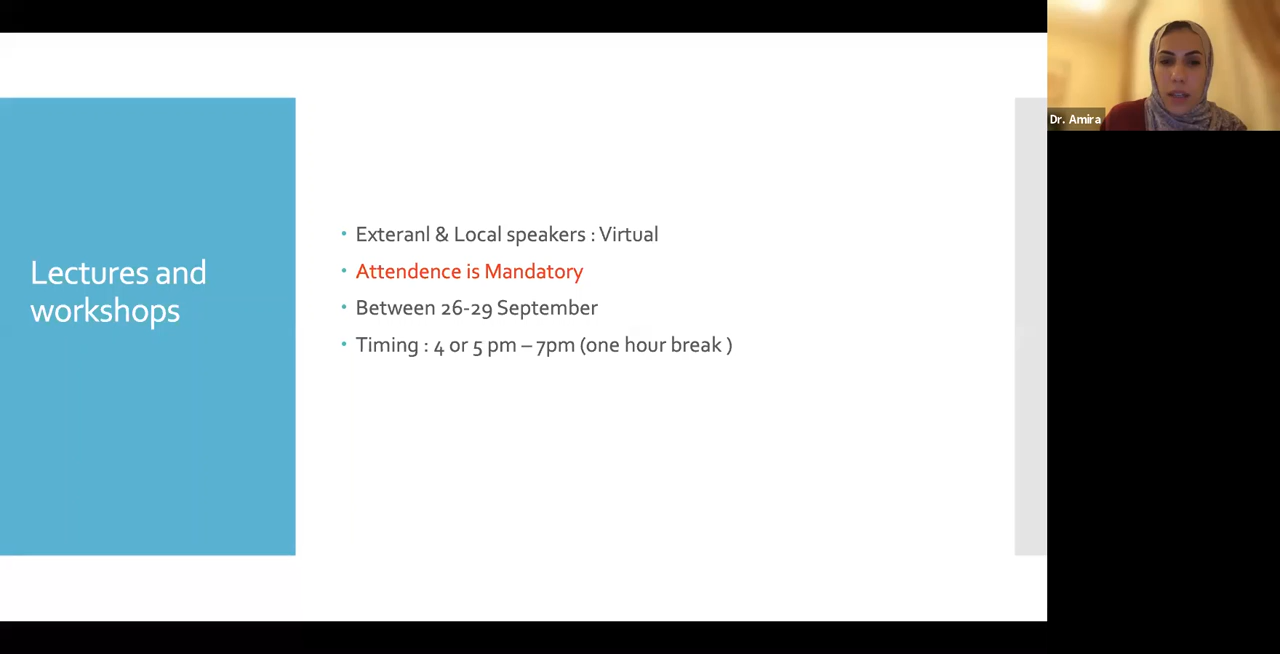 Lectures and
workshops
• Exteranl & Local speakers : Virtual
• Attendence is Mandatory
• Between 26-29 September
• Timing : 4 or 5 pm – 7pm (one hour break )
Dr. Amira